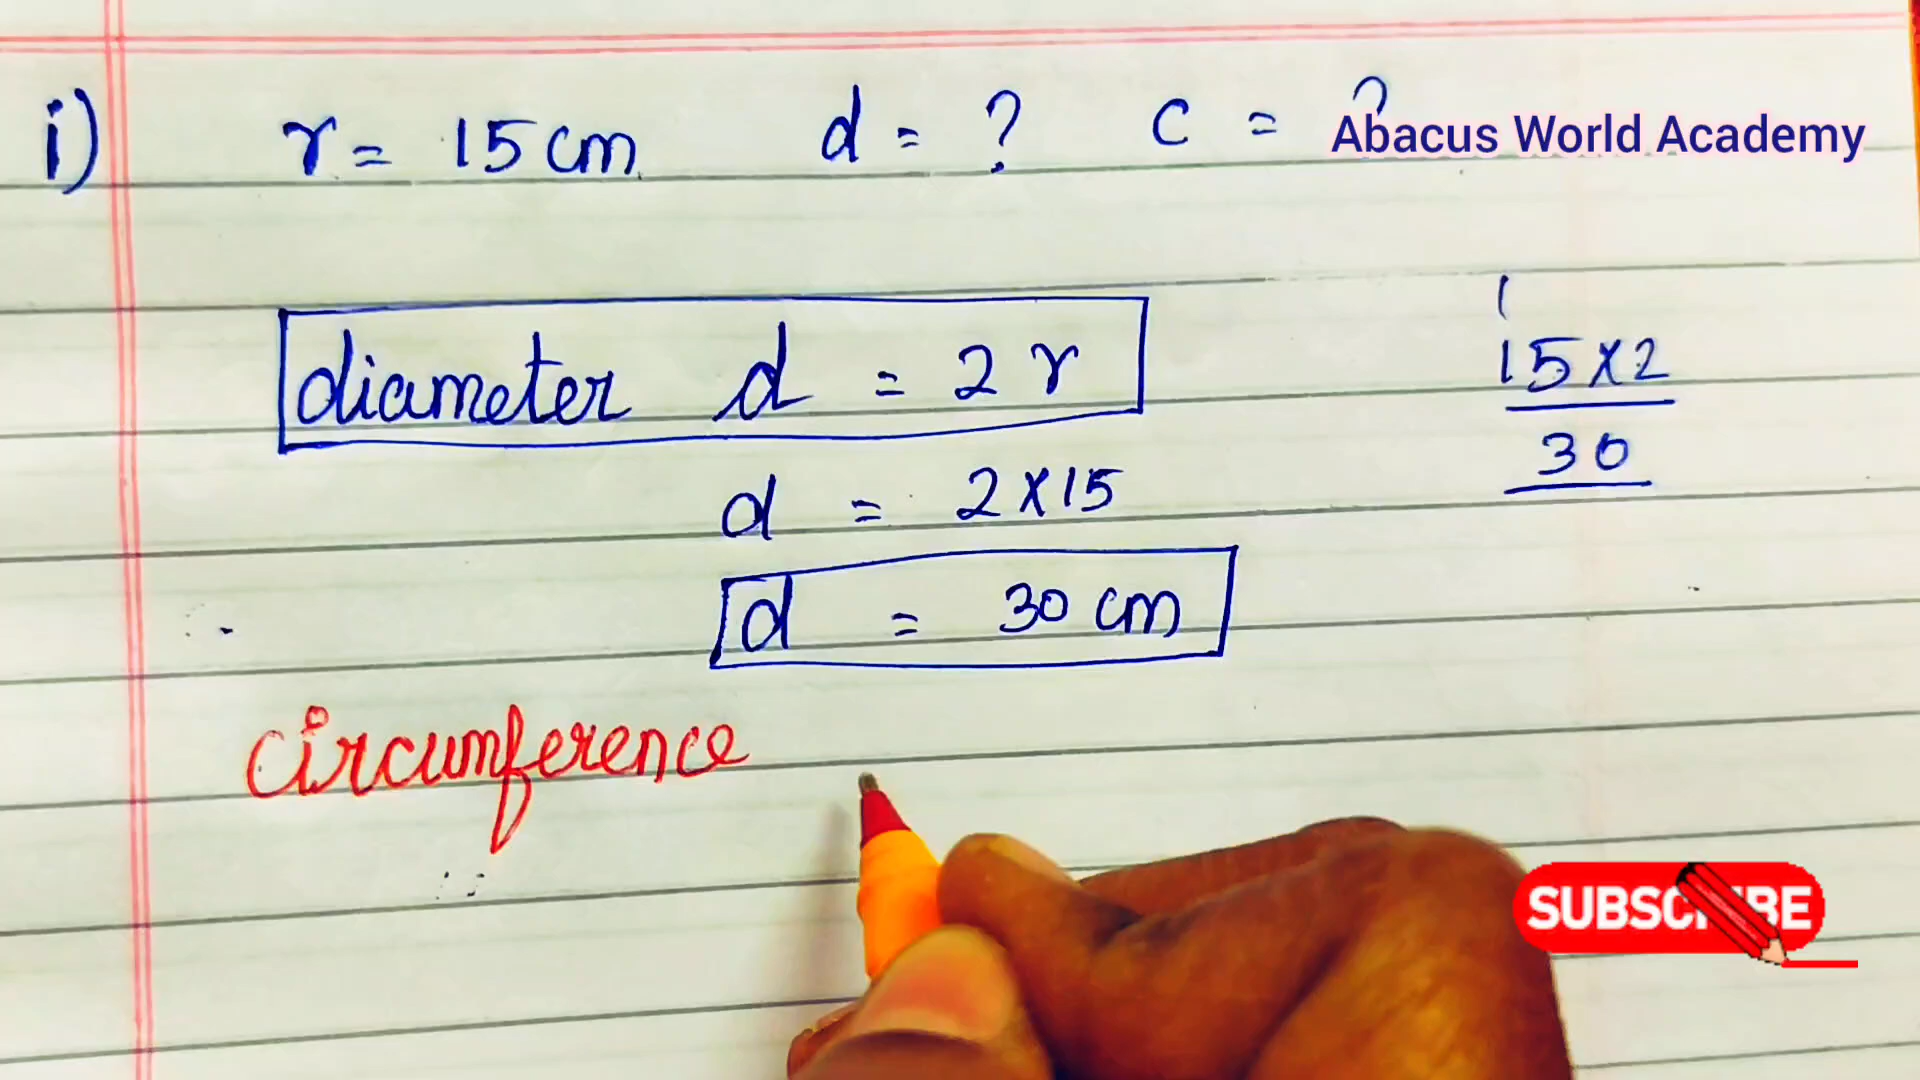 i) r = 15 cm d = ? c = ?
Abacus World Academy
diameter d = 2 r
1
15 x 2
30
d = 2 x 15
d = 30 cm
circumference
SUBSCRIBE